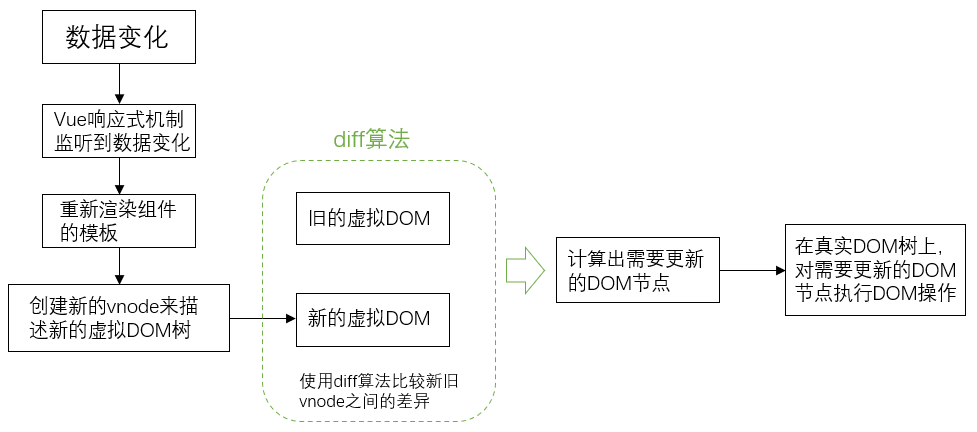 数据变化
Vue响应式机制
监听到数据变化
重新渲染组件
的模板
创建新的vnode来描
述新的虚拟DOM树
diff算法
旧的虚拟DOM
新的虚拟DOM
使用diff算法比较新旧
vnode之间的差异
计算出需要更新
的DOM节点
在真实DOM树上，
对需要更新的DOM
节点执行DOM操作